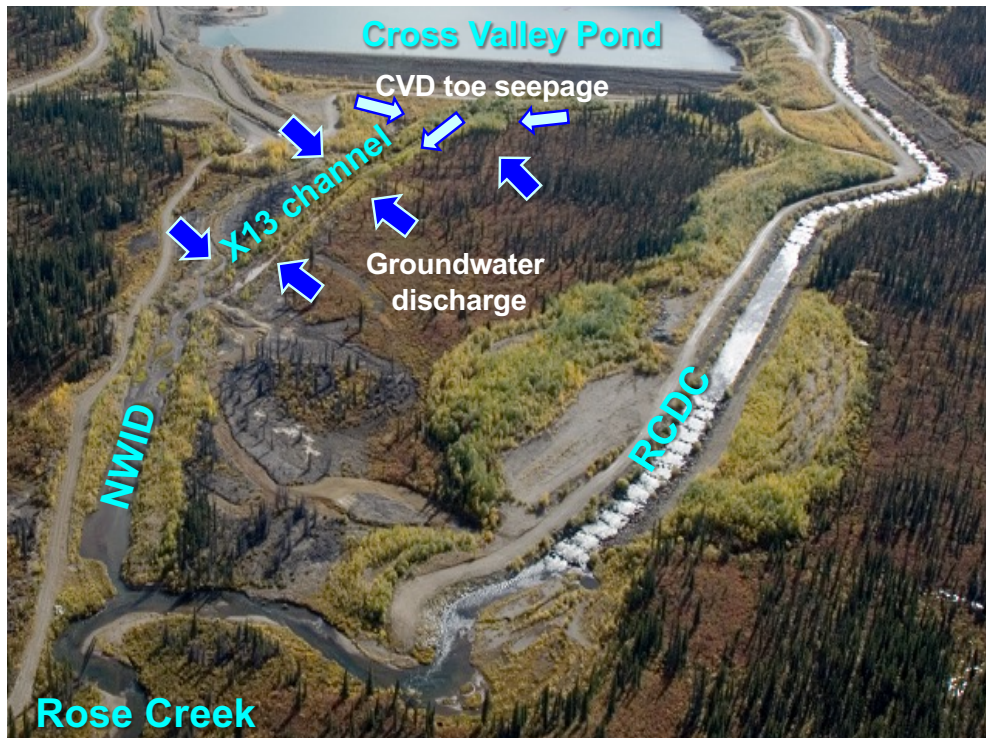 Cross Valley Pond
CVD toe seepage
X13 channel
Groundwater
discharge
RCDC
NWID
Rose Creek